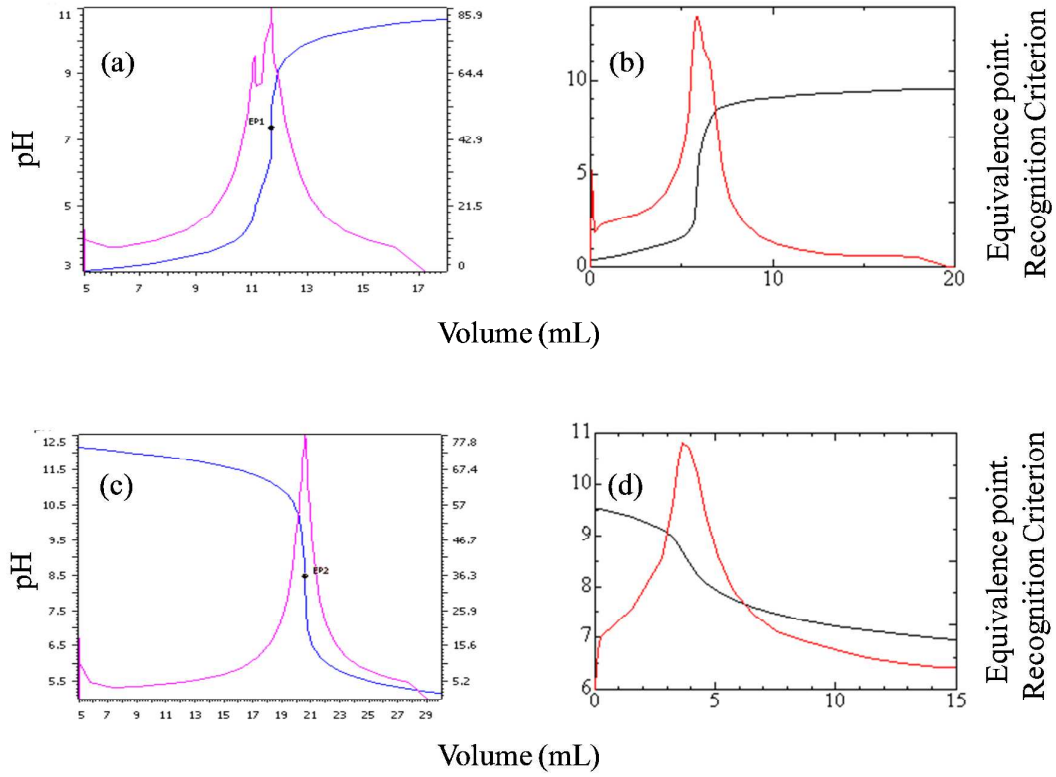 11
9
7
5
3
pH
(a)
EP1
85.9
64.4
42.9
21.5
0
5 7 9 11 13 15 17
10
5
0
(b)
0 10 20
Equivalence point.
Recognition Criterion
Volume (mL)
12.5
11.5
10.5
9.5
8.5
7.5
6.5
5.5
pH
(c)
EP2
77.8
67.4
57
46.7
36.3
25.9
15.6
5.2
5 7 9 11 13 15 17 19 21 23 25 27 29
11
10
9
8
7
6
(d)
0 5 10 15
Equivalence point.
Recognition Criterion
Volume (mL)